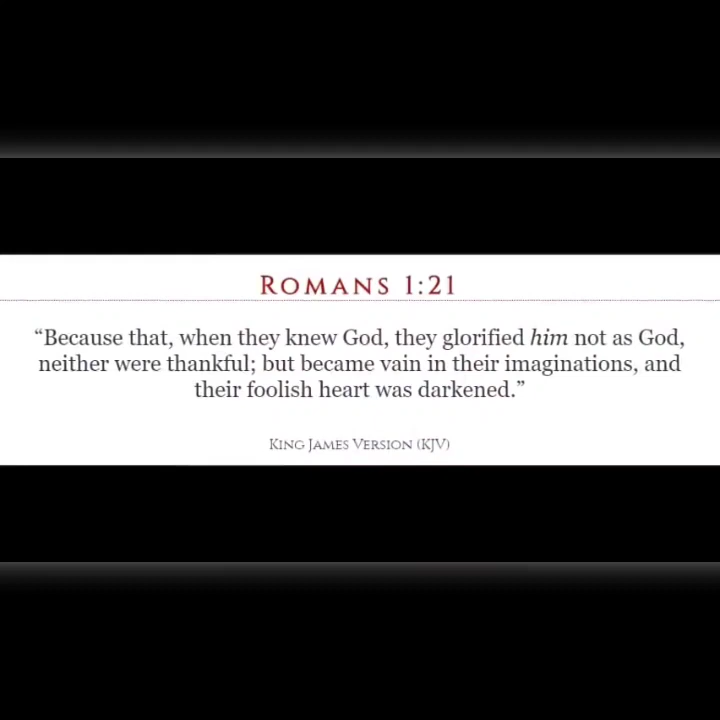 Romans 1:21
“Because that, when they knew God, they glorified him not as God,
neither were thankful; but became vain in their imaginations, and
their foolish heart was darkened.”
King James Version (KJV)